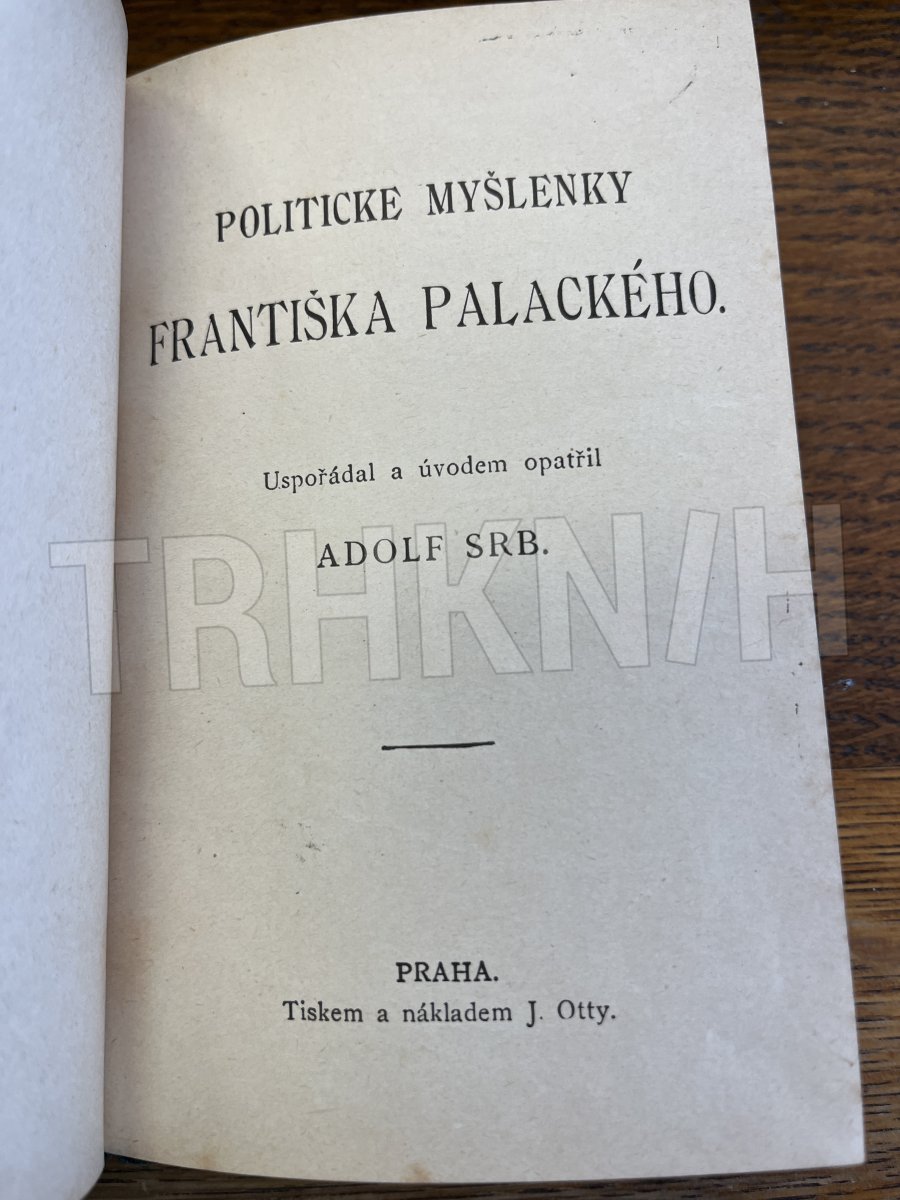 POLITICKE MYŠLENKY
FRANTIŠKA PALACKÉHO.
Uspořádal a úvodem opatřil
ADOLF SRB.
TRHKNIH
PRAHA.
Tiskem a nákladem J. Otty.